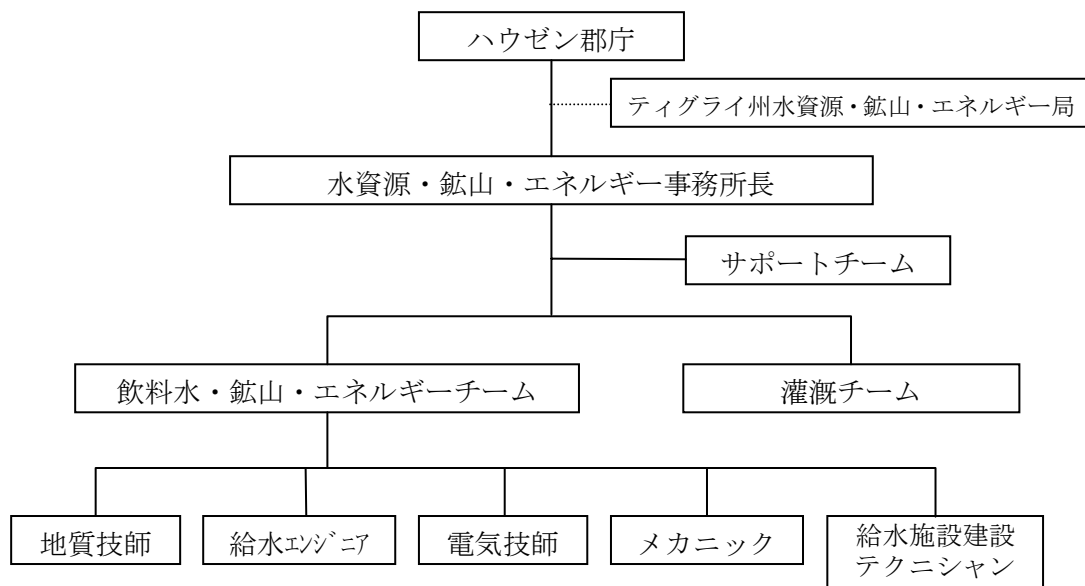 ハウゼン郡庁
ティグライ州水資源・鉱山・エネルギー局
水資源・鉱山・エネルギー事務所長
サポートチーム
飲料水・鉱山・エネルギーチーム
灌漑チーム
地質技師
給水ｴﾝｼﾞﾆｱ
電気技師
メカニック
給水施設建設
テクニシャン